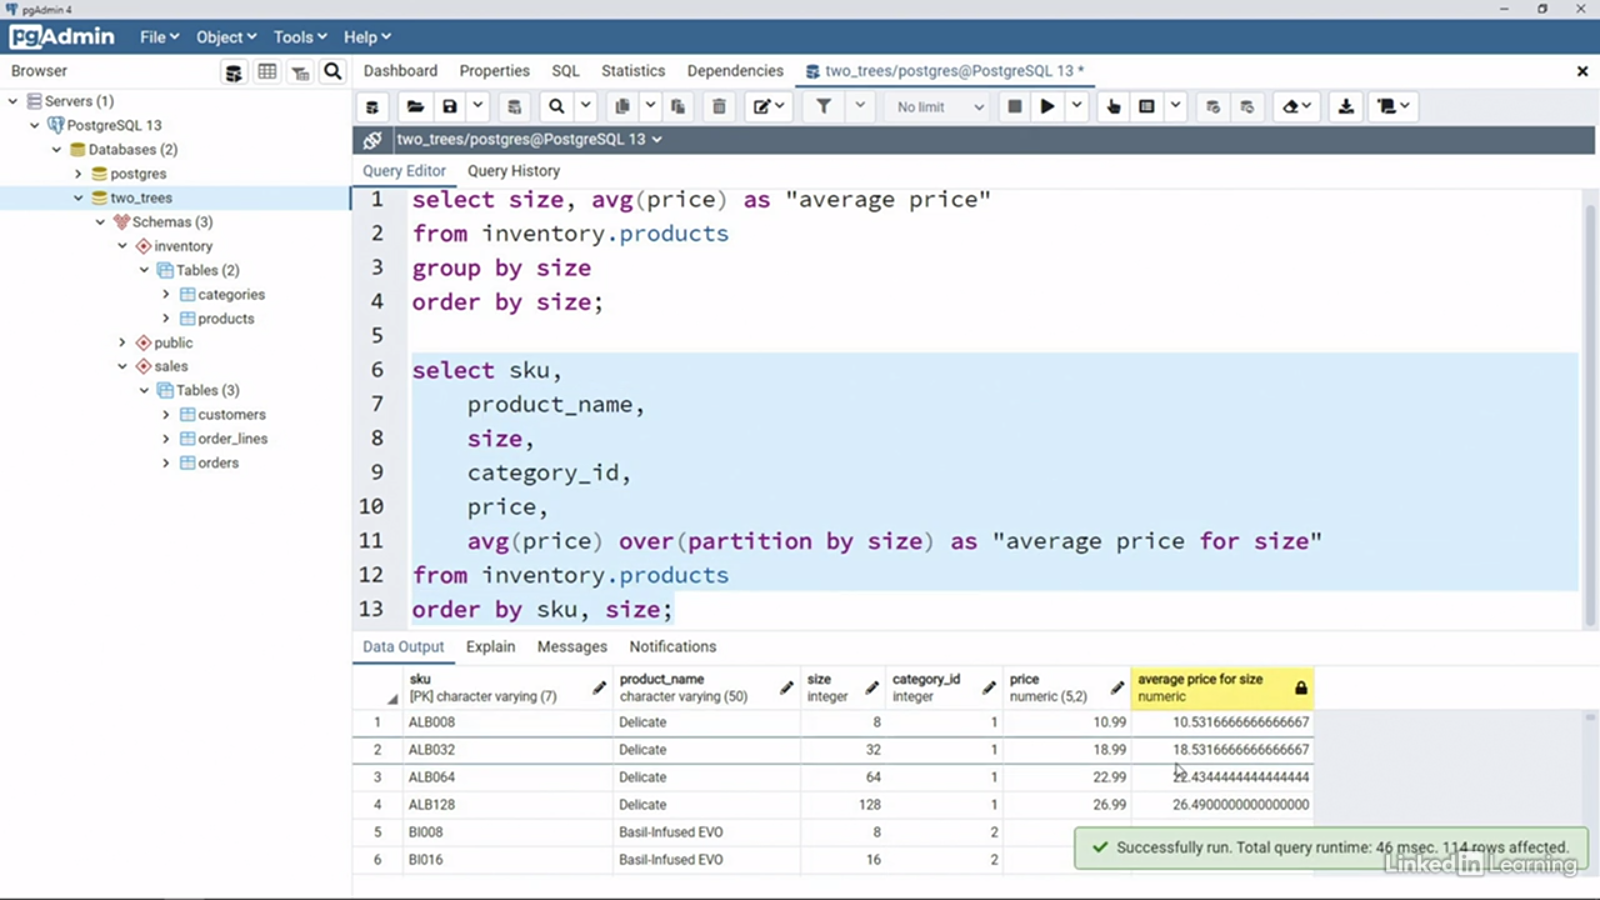 pgAdmin 4
pgAdmin File Object Tools Help
Browser
Dashboard Properties SQL Statistics Dependencies two_trees/postgres@PostgreSQL 13 *
No limit
two_trees/postgres@PostgreSQL 13
Servers (1)
PostgreSQL 13
Databases (2)
postgres
two_trees
Schemas (3)
inventory
Tables (2)
categories
products
public
sales
Tables (3)
customers
order_lines
orders
Query Editor Query History
1 select size, avg(price) as "average price"
2 from inventory.products
3 group by size
4 order by size;
5
6 select sku,
7 product_name,
8 size,
9 category_id,
10 price,
11 avg(price) over(partition by size) as "average price for size"
12 from inventory.products
13 order by sku, size;
Data Output Explain Messages Notifications
sku product_name size category_id price average price for size
[PK] character varying (7) character varying (50) integer integer numeric (5,2) numeric
1 ALB008 Delicate 8 1 10.99 10.5316666666666667
2 ALB032 Delicate 32 1 18.99 18.5316666666666667
3 ALB064 Delicate 64 1 22.99 22.4344444444444444
4 ALB128 Delicate 128 1 26.99 26.4900000000000000
5 BI008 Basil-Infused EVO 8 2
6 BI016 Basil-Infused EVO 16 2
Successfully run. Total query runtime: 46 msec. 114 rows affected.
Linked in Learning